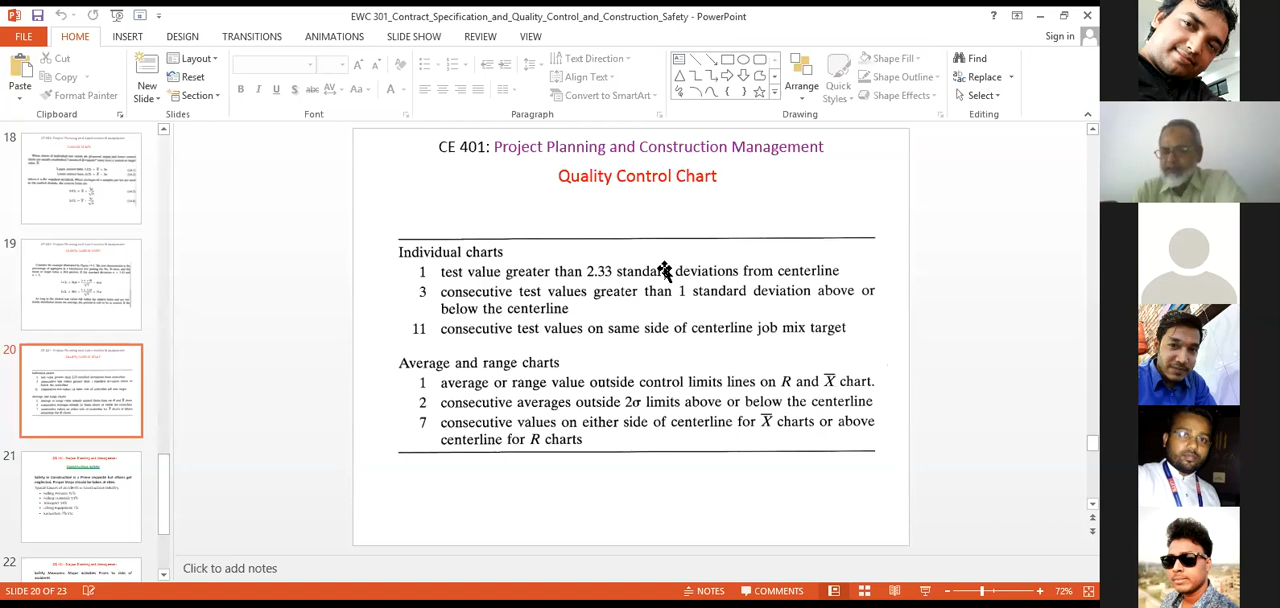 EWC 301_Contract_Specification_and_Quality_Control_and_Construction_Safety - PowerPoint
FILE HOME INSERT DESIGN TRANSITIONS ANIMATIONS SLIDE SHOW REVIEW VIEW Sign in
Paste
Cut
Copy
Format Painter
Clipboard
New Slide
Layout
Reset
Section
Slides
Font
Text Direction
Align Text
Convert to SmartArt
Paragraph
Arrange
Quick Styles
Shape Fill
Shape Outline
Shape Effects
Drawing
Find
Replace
Select
Editing
18
19
20
21
22
CE 401: Project Planning and Construction Management
Quality Control Chart
Individual charts
1 test value greater than 2.33 standard deviations from centerline
3 consecutive test values greater than 1 standard deviation above or
below the centerline
11 consecutive test values on same side of centerline job mix target
Average and range charts
1 average or range value outside control limits lines on X chart.
2 consecutive averages outside 2σ limits above or below the centerline
7 consecutive values on either side of centerline for X charts or above
centerline for R charts
Click to add notes
SLIDE 20 OF 23
NOTES COMMENTS 72%